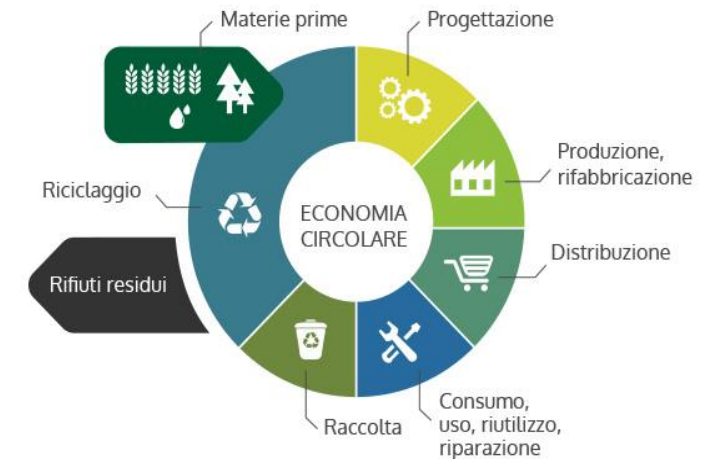 Materie prime
Progettazione
Produzione,
rifabbricazione
Riciclaggio
ECONOMIA
CIRCOLARE
Distribuzione
Rifiuti residui
Consumo,
uso, riutilizzo,
riparazione
Raccolta